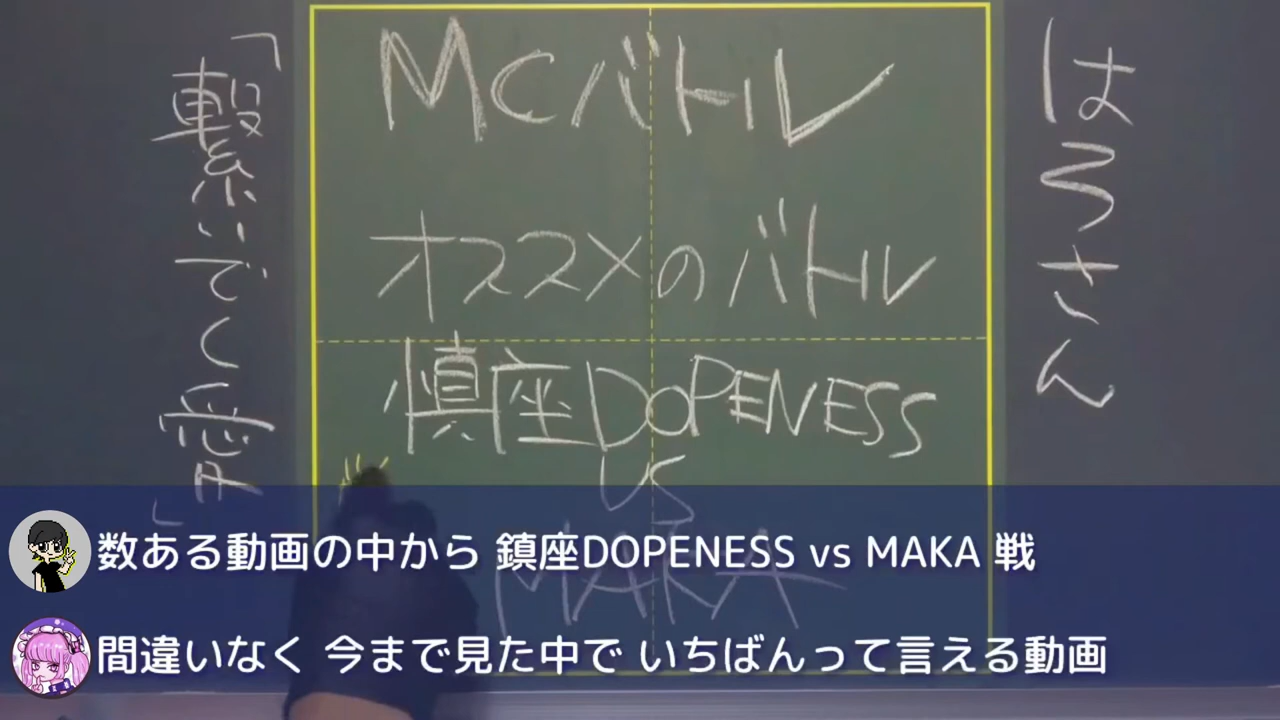 はろさん
MCバトル
オススメのバトル
慎座DOPENESS
VS
MAKA
「繋いでく愛」
数ある動画の中から 鎮座DOPENESS vs MAKA 戦
間違いなく 今まで見た中で いちばんって言える動画